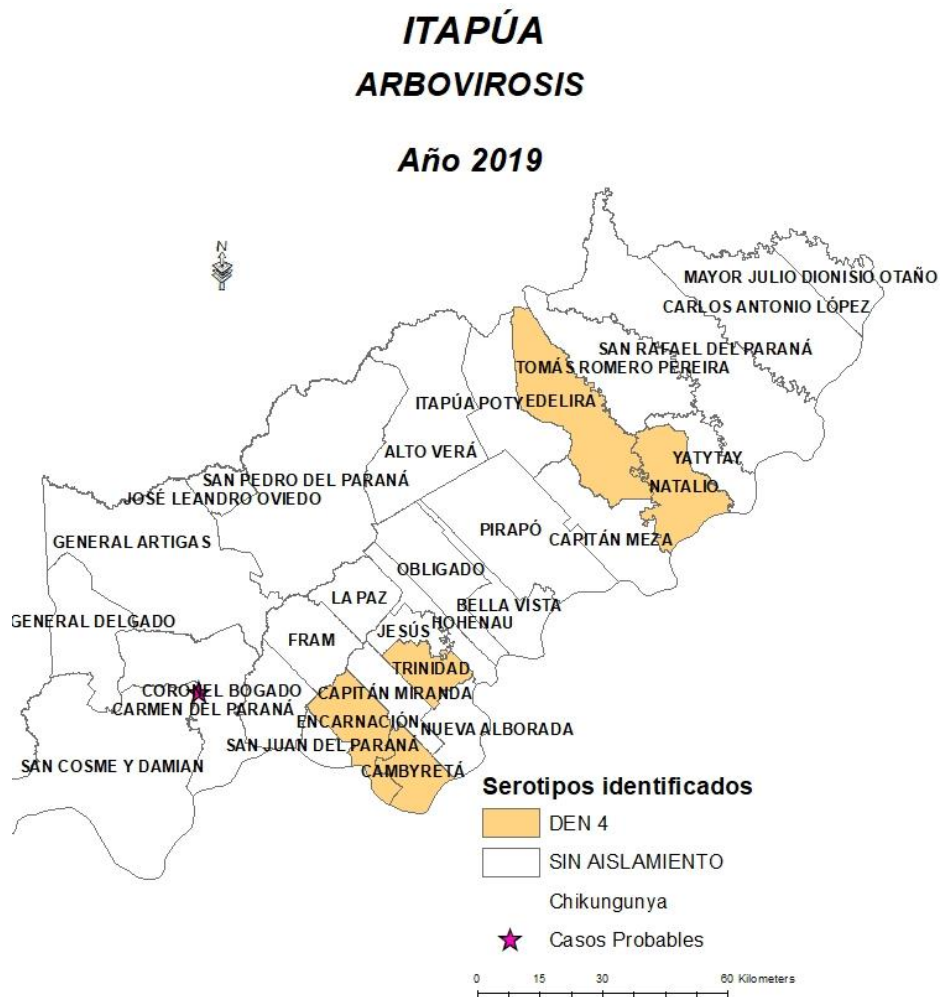 ITAPÚA
ARBOVIROSIS
Año 2019
N
MAYOR JULIO DIONISIO OTAÑO
CARLOS ANTONIO LÓPEZ
SAN RAFAEL DEL PARANÁ
TOMÁS ROMERO PEREIRA
ITAPÚA POTY
EDELIRA
ALTO VERÁ
YATYTAY
SAN PEDRO DEL PARANÁ
NATALIO
JOSÉ LEANDRO OVIEDO
PIRAPÓ
GENERAL ARTIGAS
CAPITÁN MEZA
OBLIGADO
LA PAZ
BELLA VISTA
GENERAL DELGADO
HOHENAU
JESÚS
FRAM
TRINIDAD
CORONEL BOGADO
CAPITÁN MIRANDA
CARMEN DEL PARANÁ
ENCARNACIÓN
NUEVA ALBORADA
SAN JUAN DEL PARANÁ
SAN COSME Y DAMIAN
CAMBYRETÁ
Serotipos identificados
DEN 4
SIN AISLAMIENTO
Chikungunya
Casos Probables
0 15 30 60 Kilometers